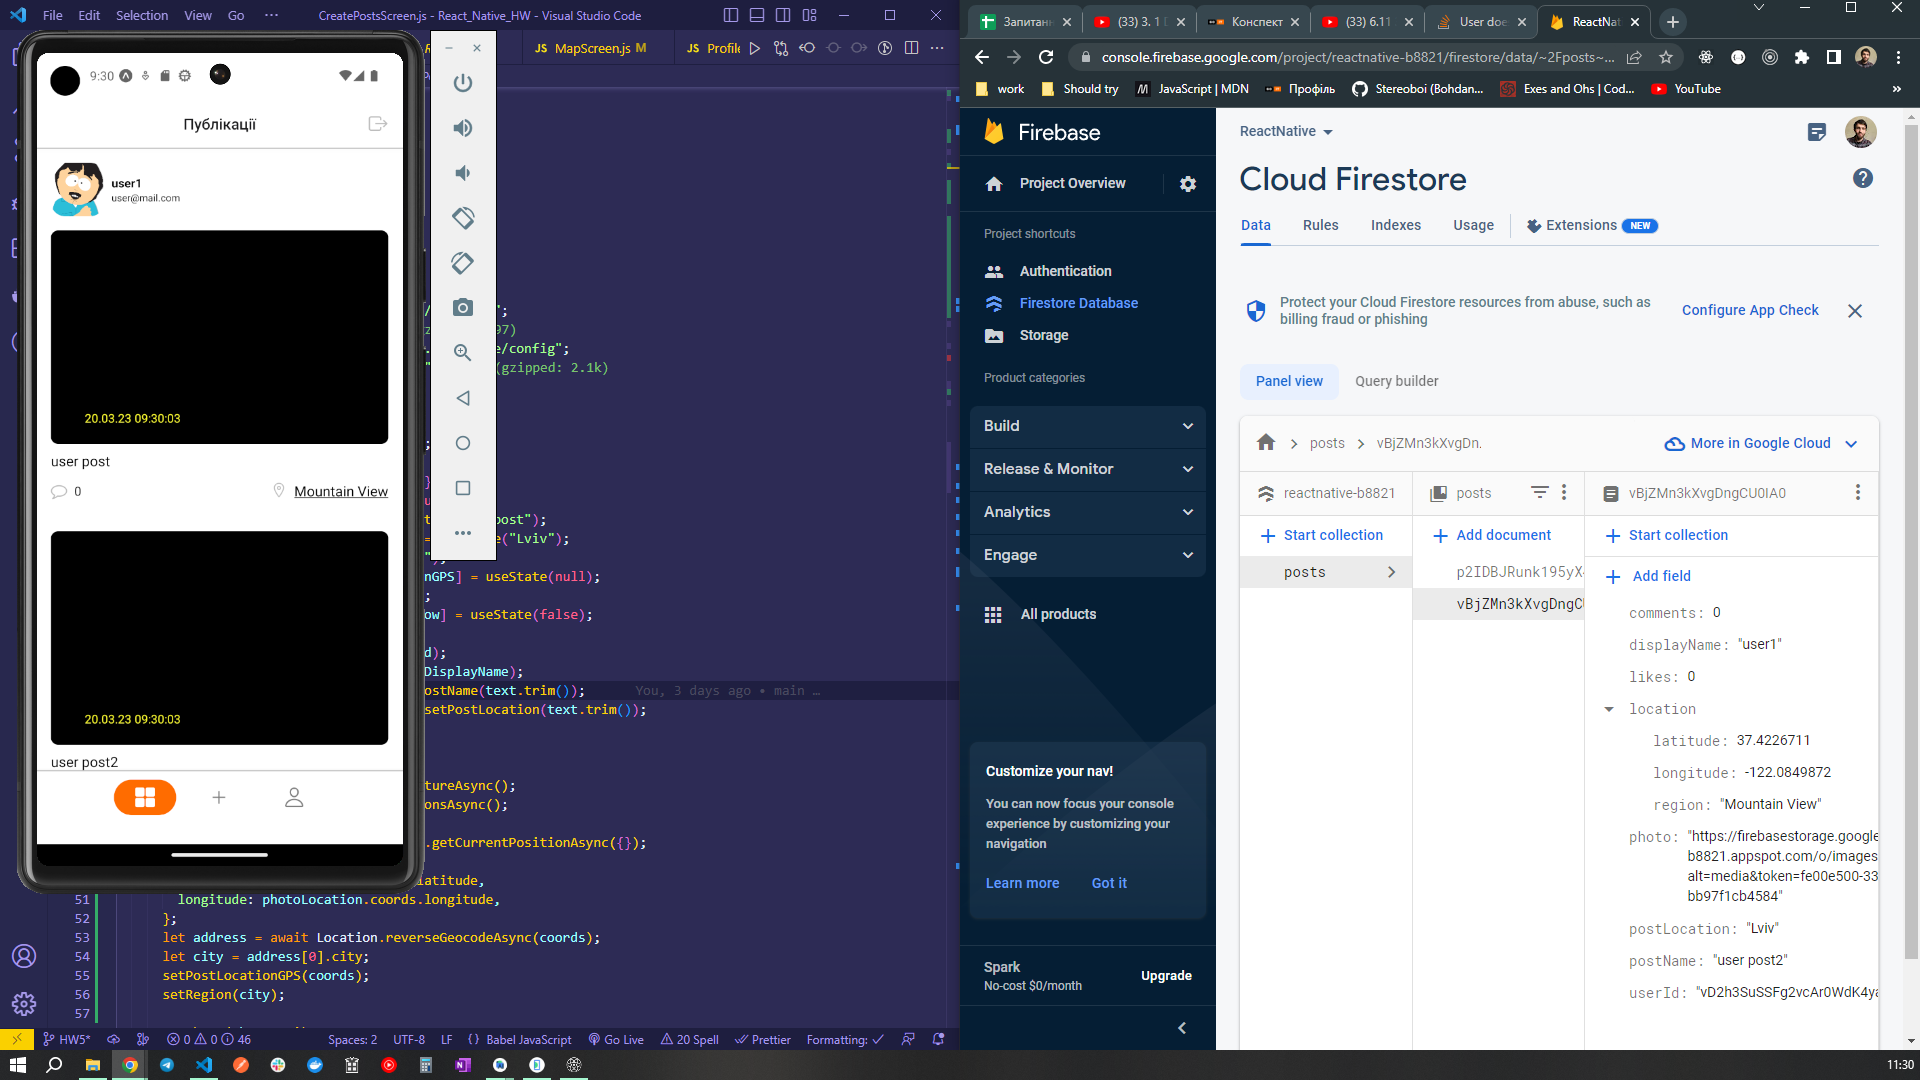 File Edit Selection View Go ··· CreatePostsScreen.js - React_Native_HW - Visual Studio Code
JS MapScreen.js M JS Profile
9:30
Публікації
user1
user@mail.com
20.03.23 09:30:03
user post
0 Mountain View
20.03.23 09:30:03
user post2
e/config";
(gzipped: 2.1k)
post");
e("Lviv");
nGPS] = useState(null);
ow] = useState(false);
d);
DisplayName);
ostName(text.trim()); You, 3 days ago • main …
setPostLocation(text.trim());
tureAsync();
onsAsync();
.getCurrentPositionAsync({});
latitude,
51 longitude: photoLocation.coords.longitude,
52 };
53 let address = await Location.reverseGeocodeAsync(coords);
54 let city = address[0].city;
55 setPostLocationGPS(coords);
56 setRegion(city);
57
HW5* 0 0 46 Spaces: 2 UTF-8 LF {} Babel JavaScript Go Live 20 Spell Prettier Formatting:
Запитанн (33) 3. 1 Конспект (33) 6.11 User doe ReactNat
console.firebase.google.com/project/reactnative-b8821/firestore/data/~2Fposts~...
work Should try JavaScript | MDN Профіль Stereoboi (Bohdan... Exes and Ohs | Cod... YouTube »
Firebase
Project Overview
Project shortcuts
Authentication
Firestore Database
Storage
Product categories
Build
Release & Monitor
Analytics
Engage
All products
Customize your nav!
You can now focus your console
experience by customizing your
navigation
Learn more Got it
Spark
No-cost $0/month
Upgrade
ReactNative
Cloud Firestore
Data Rules Indexes Usage Extensions NEW
Protect your Cloud Firestore resources from abuse, such as
billing fraud or phishing
Configure App Check
Panel view Query builder
posts vBjZMn3kXvgDn.
More in Google Cloud
reactnative-b8821
Start collection
posts
posts
Add document
p2IDBJRunk195yX
vBjZMn3kXvgDngCU
vBjZMn3kXvgDngCU0IA0
Start collection
Add field
comments: 0
displayName: "user1"
likes: 0
location
latitude: 37.4226711
longitude: -122.0849872
region: "Mountain View"
photo: "https://firebasestorage.google
b8821.appspot.com/o/images
alt=media&token=fe00e500-33
bb97f1cb4584"
postLocation: "Lviv"
postName: "user post2"
userId: "vD2h3SuSSFg2vcAr0WdK4ya
11:30